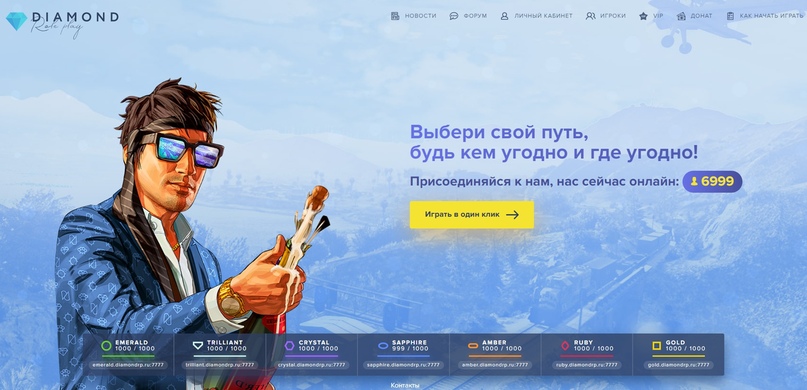 DIAMOND
Role play
НОВОСТИ
ФОРУМ
ЛИЧНЫЙ КАБИНЕТ
ИГРОКИ
VIP
ДОНАТ
КАК НАЧАТЬ ИГРАТЬ
Выбери свой путь,
будь кем угодно и где угодно!
Присоединяйся к нам, нас сейчас онлайн: 6999
Играть в один клик
EMERALD
1000 / 1000
emerald.diamondrp.ru:7777
TRILLIANT
1000 / 1000
trilliant.diamondrp.ru:7777
CRYSTAL
1000 / 1000
crystal.diamondrp.ru:7777
SAPPHIRE
999 / 1000
sapphire.diamondrp.ru:7777
AMBER
1000 / 1000
amber.diamondrp.ru:7777
RUBY
1000 / 1000
ruby.diamondrp.ru:7777
GOLD
1000 / 1000
gold.diamondrp.ru:7777
Контакты